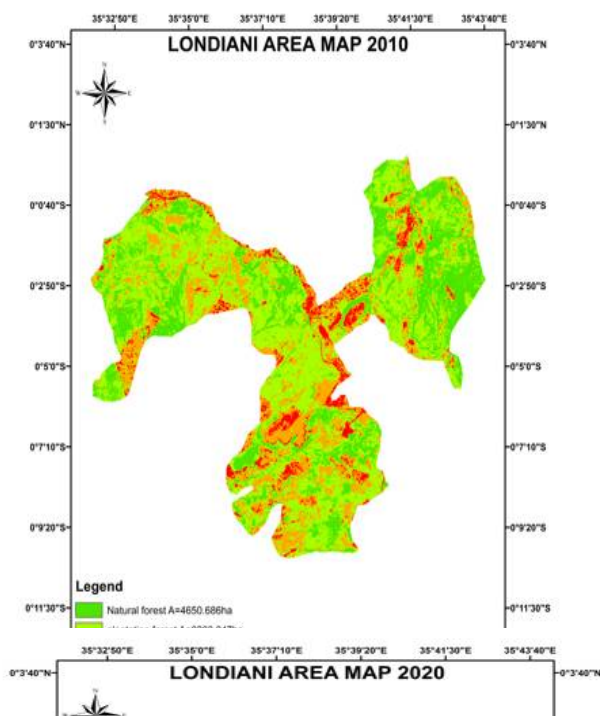 35°32'50"E 35°35'0"E 35°37'10"E 35°39'20"E 35°41'30"E 35°43'40"E
LONDIANI AREA MAP 2010
0°3'40"N 0°3'40"N
N
W E
S
0°1'30"N 0°1'30"N
0°0'40"S 0°0'40"S
0°2'50"S 0°2'50"S
0°5'0"S 0°5'0"S
0°7'10"S 0°7'10"S
0°9'20"S 0°9'20"S
Legend
0°11'30"S 0°11'30"S
Natural forest A=4650.686ha
35°32'50"E 35°35'0"E 35°37'10"E 35°39'20"E 35°41'30"E 35°43'40"E
LONDIANI AREA MAP 2020
0°3'40"N 0°3'40"N
N